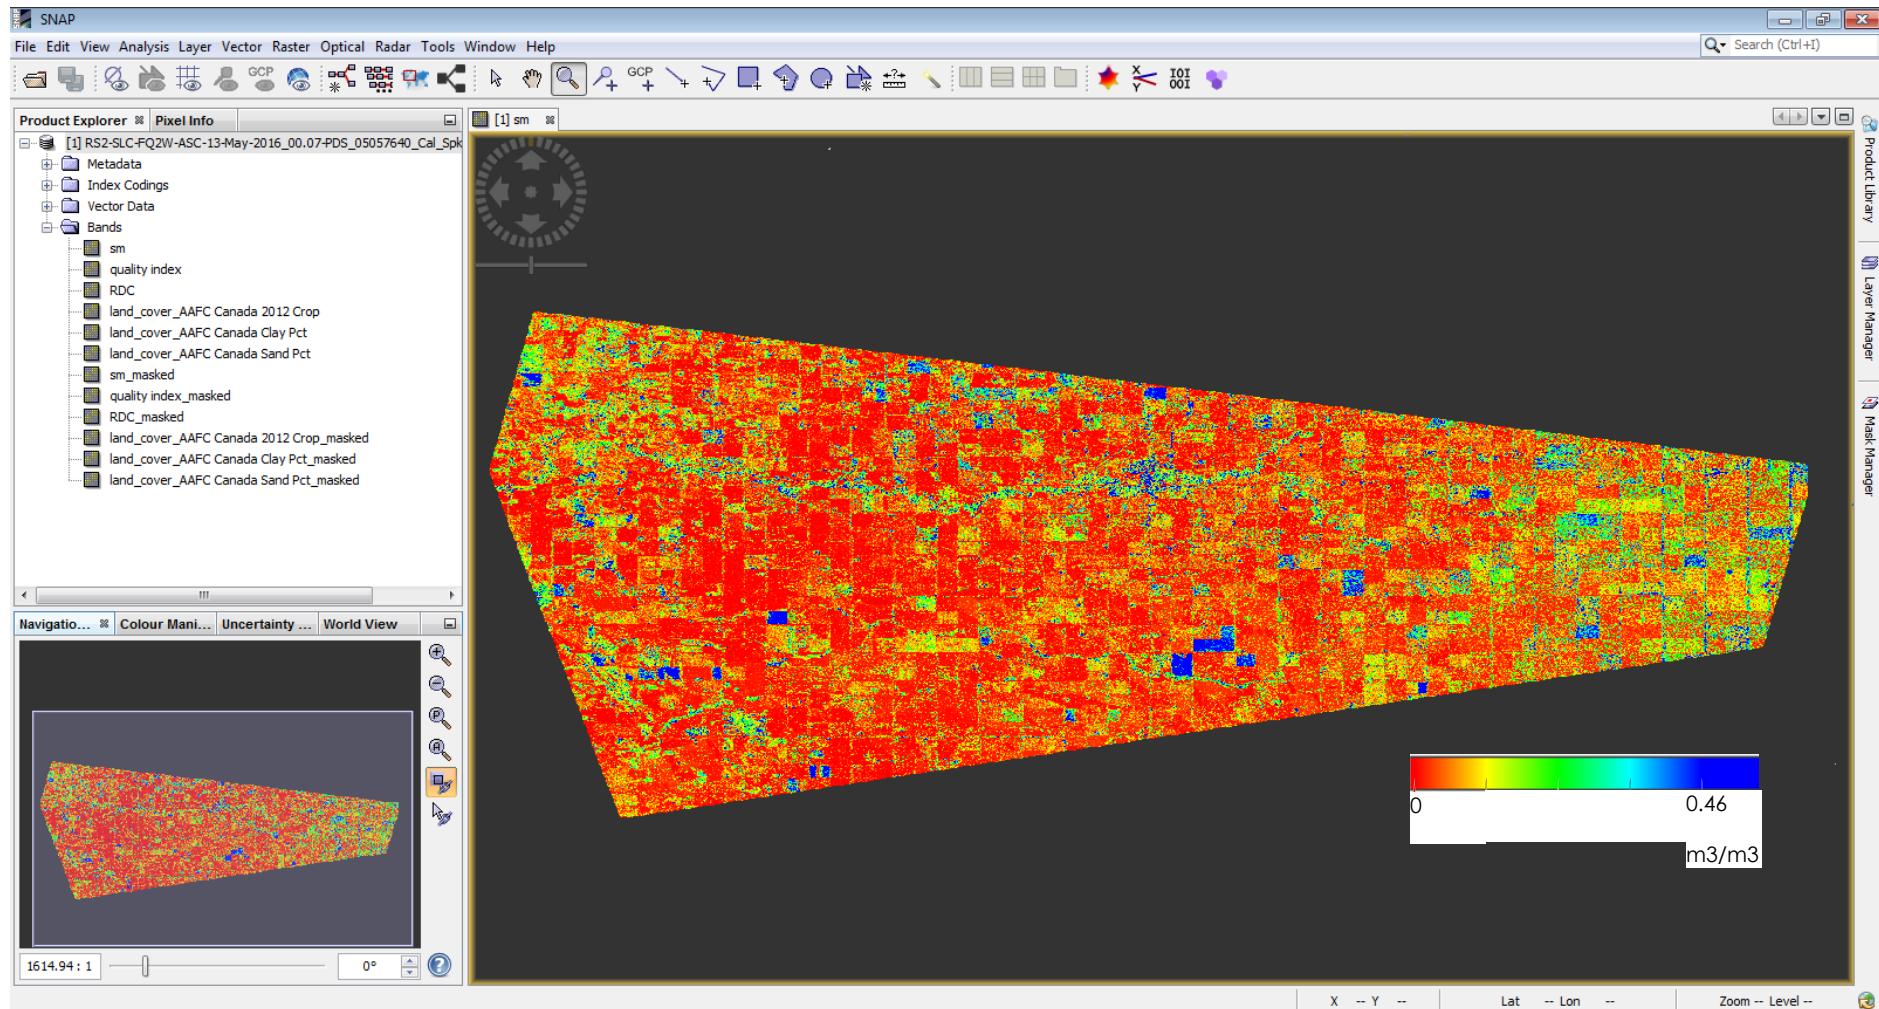 SNAP
File Edit View Analysis Layer Vector Raster Optical Radar Tools Window Help
Search (Ctrl+I)
GCP
GCP
X
Y
Product Explorer Pixel Info
[1] sm
[1] RS2-SLC-FQ2W-ASC-13-May-2016_00.07-PDS_05057640_Cal_Spk
Metadata
Index Codings
Vector Data
Bands
sm
quality index
RDC
land_cover_AAFC Canada 2012 Crop
land_cover_AAFC Canada Clay Pct
land_cover_AAFC Canada Sand Pct
sm_masked
quality index_masked
RDC_masked
land_cover_AAFC Canada 2012 Crop_masked
land_cover_AAFC Canada Clay Pct_masked
land_cover_AAFC Canada Sand Pct_masked
Product Library
Layer Manager
Mask Manager
Navigatio... Colour Mani... Uncertainty ... World View
0
0.46
m3/m3
1614.94 : 1
0°
X -- Y -- Lat -- Lon -- Zoom -- Level --